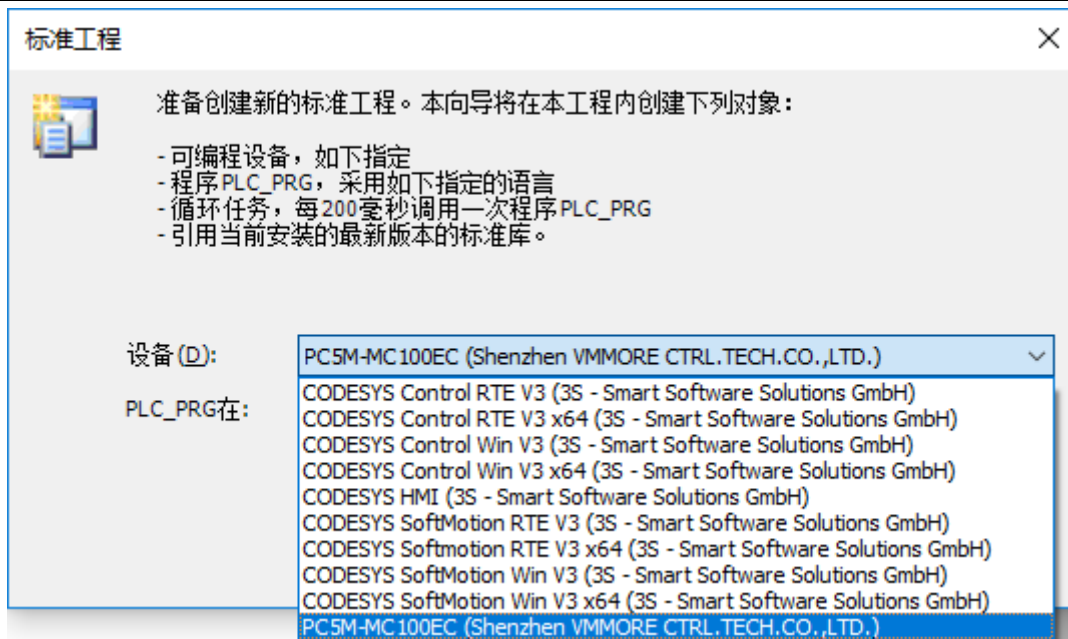 标准工程
准备创建新的标准工程。本向导将在本工程内创建下列对象：
- 可编程设备，如下指定
- 程序PLC_PRG，采用如下指定的语言
- 循环任务，每200毫秒调用一次程序PLC_PRG
- 引用当前安装的最新版本的标准库。
设备(D): PC5M-MC100EC (Shenzhen VMMORE CTRL.TECH.CO.,LTD.)
PLC_PRG在:
CODESYS Control RTE V3 (3S - Smart Software Solutions GmbH)
CODESYS Control RTE V3 x64 (3S - Smart Software Solutions GmbH)
CODESYS Control Win V3 (3S - Smart Software Solutions GmbH)
CODESYS Control Win V3 x64 (3S - Smart Software Solutions GmbH)
CODESYS HMI (3S - Smart Software Solutions GmbH)
CODESYS SoftMotion RTE V3 (3S - Smart Software Solutions GmbH)
CODESYS Softmotion RTE V3 x64 (3S - Smart Software Solutions GmbH)
CODESYS SoftMotion Win V3 (3S - Smart Software Solutions GmbH)
CODESYS SoftMotion Win V3 x64 (3S - Smart Software Solutions GmbH)
PC5M-MC100EC (Shenzhen VMMORE CTRL.TECH.CO.,LTD.)